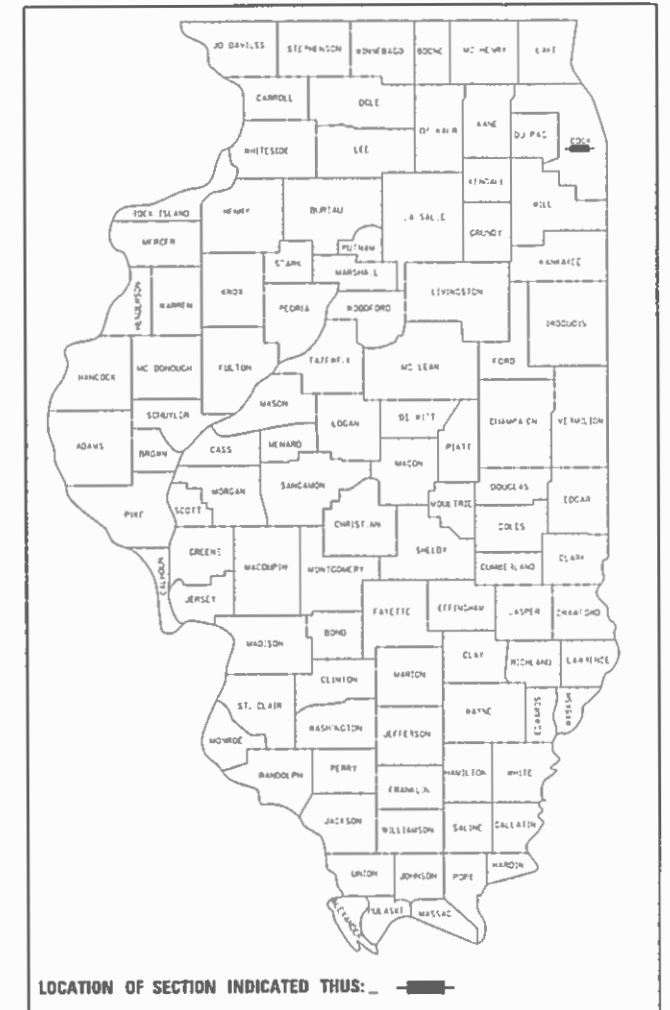 JO DAVIESS STEPHENSON WINNEBAGO BOONE MC HENRY LAKE
CARROLL OGLE DE KALB KANE DU PAGE COOK
WHITESIDE LEE
KENDALL WILL
ROCK ISLAND HENRY BUREAU LA SALLE
GRUNDY
MERCER PUTNAM
STARK MARSHALL KANKAKEE
HENDERSON WARREN KNOX PEORIA WOODFORD LIVINGSTON
IROQUOIS
HANCOCK MC DONOUGH FULTON TAZEWELL MC LEAN FORD
MASON
SCHUYLER LOGAN DE WITT CHAMPAIGN VERMILION
ADAMS BROWN CASS MENARD PIATT
MACON
PIKE SCOTT MORGAN SANGAMON MOULTRIE DOUGLAS EDGAR
CHRISTIAN COLES
CALHOUN GREENE MACOUPIN MONTGOMERY SHELBY CUMBERLAND CLARK
JERSEY
FAYETTE EFFINGHAM JASPER CRAWFORD
MADISON BOND
CLAY RICHLAND LAWRENCE
CLINTON MARION
ST. CLAIR WAYNE EDWARDS WABASH
MONROE WASHINGTON JEFFERSON
RANDOLPH PERRY HAMILTON WHITE
FRANKLIN
JACKSON WILLIAMSON SALINE GALLATIN
UNION JOHNSON POPE HARDIN
ALEXANDER PULASKI MASSAC
LOCATION OF SECTION INDICATED THUS:_